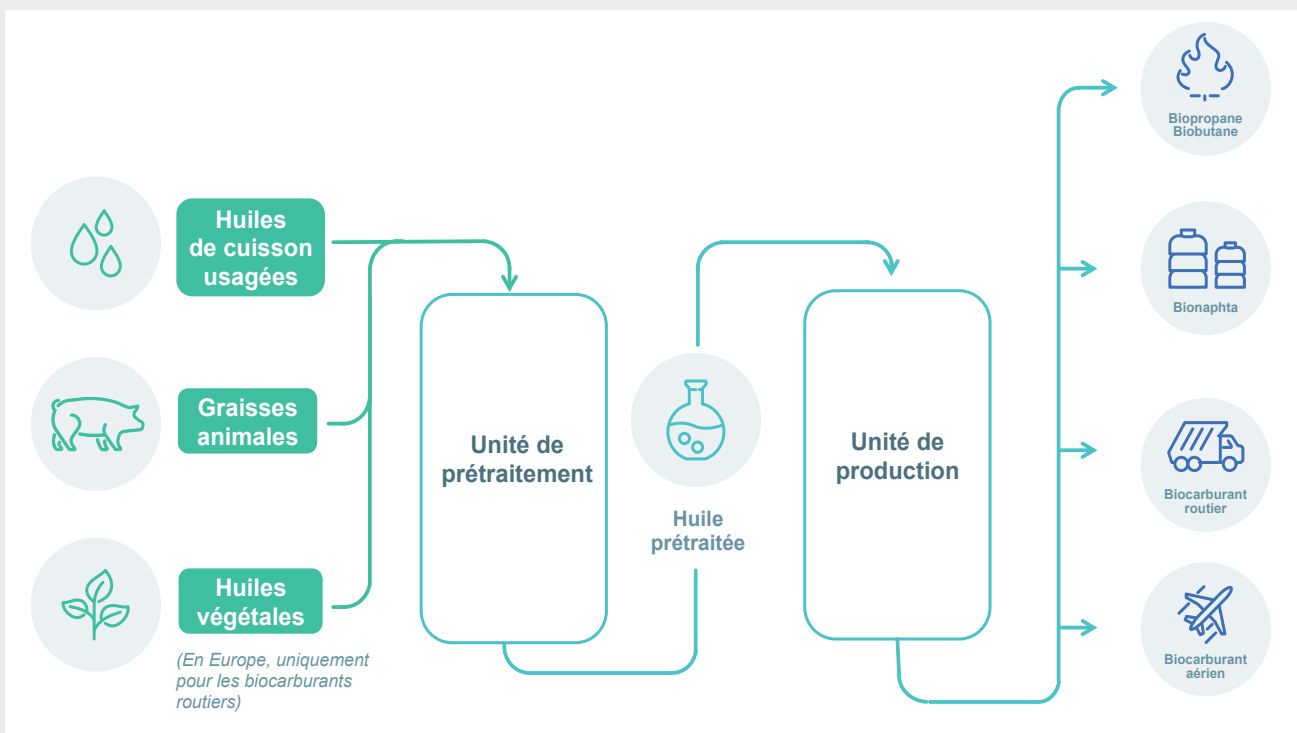 Huiles
de cuisson
usagées
Graisses
animales
Huiles
végétales
(En Europe, uniquement
pour les biocarburants
routiers)
Unité de
prétraitement
Huile
prétraitée
Unité de
production
Biopropane
Biobutane
Bionaphta
Biocarburant
routier
Biocarburant
aérien